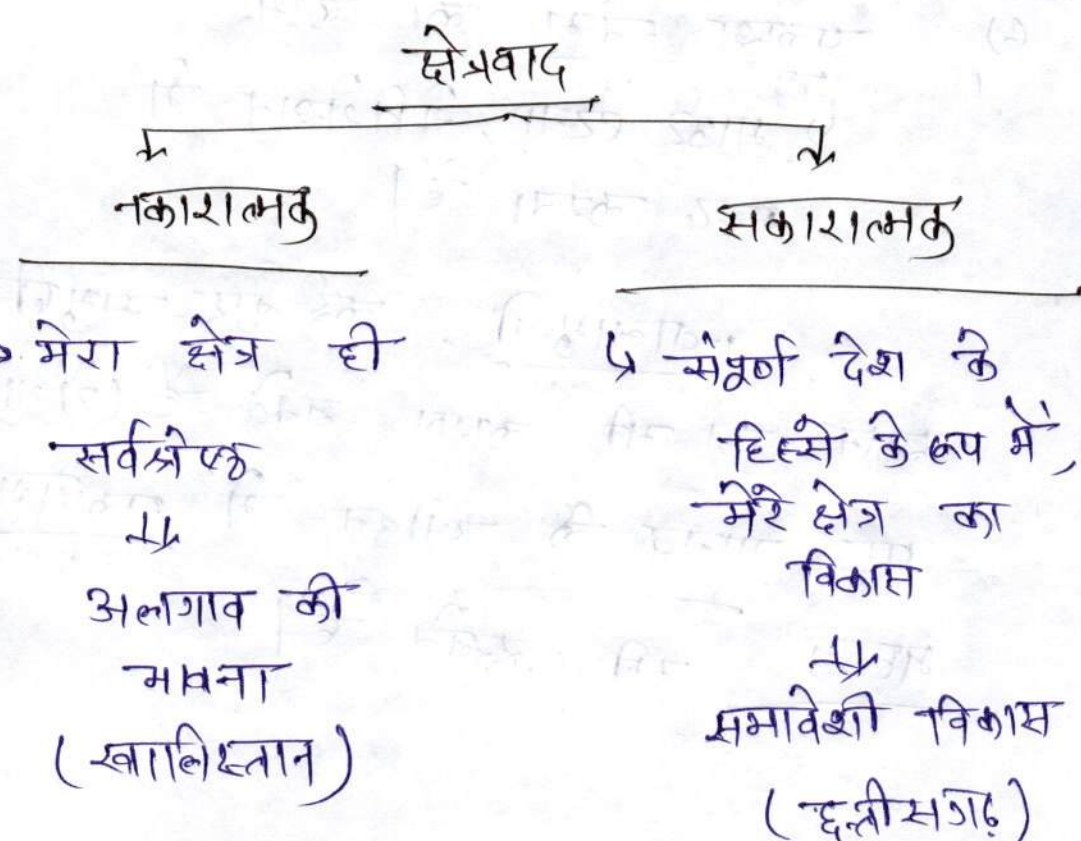 क्षेत्रवाद
नकारात्मक
सकारात्मक
मेरा क्षेत्र ही
सर्वश्रेष्ठ
अलगाव की
भावना
(खालिस्तान)
संपूर्ण देश के
हिस्से के रूप में,
मेरे क्षेत्र का
विकास
समावेशी विकास
(छत्तीसगढ़)